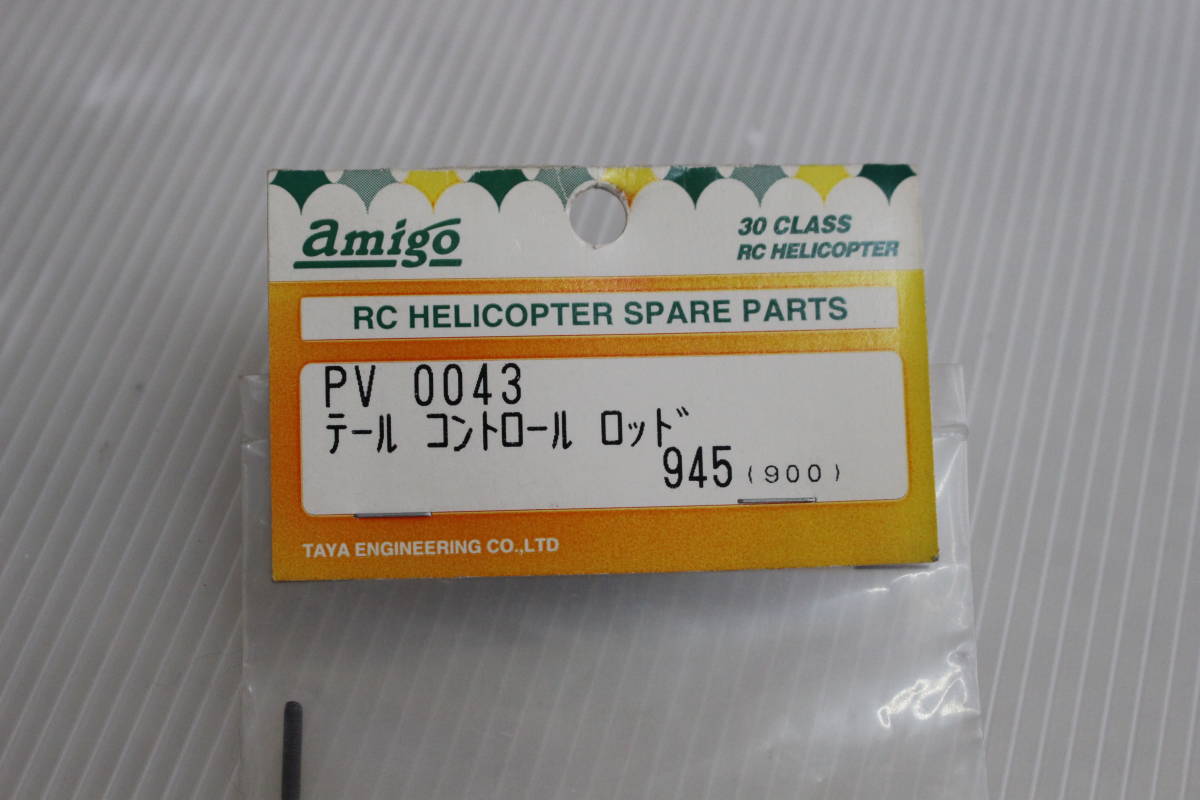 amigo
30 CLASS
RC HELICOPTER
RC HELICOPTER SPARE PARTS
PV 0043
テール コントロール ロッド
945 (900)
TAYA ENGINEERING CO.,LTD